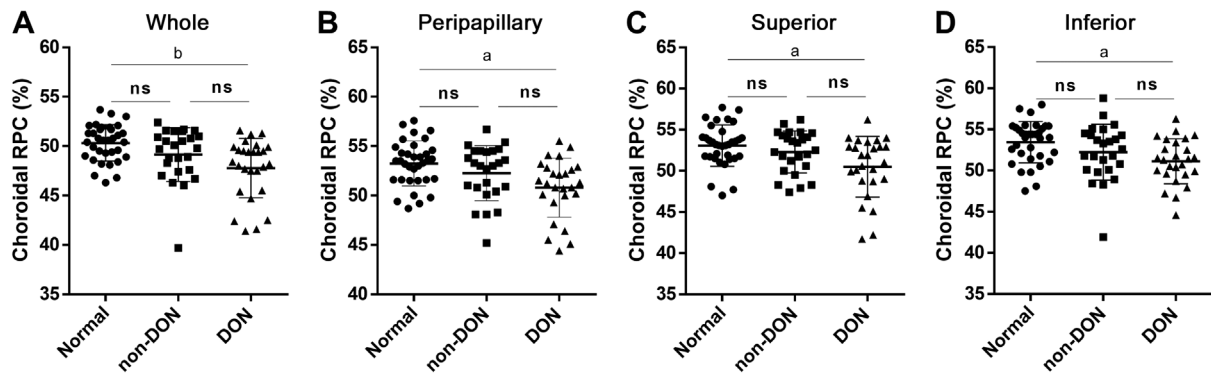 A Whole
Choroidal RPC (%)
60
55
50
45
40
35
b
ns ns
Normal
non-DON
DON
B Peripapillary
Choroidal RPC (%)
65
60
55
50
45
40
a
ns ns
Normal
non-DON
DON
C Superior
Choroidal RPC (%)
65
60
55
50
45
40
35
a
ns ns
Normal
non-DON
DON
D Inferior
Choroidal RPC (%)
65
60
55
50
45
40
35
a
ns ns
Normal
non-DON
DON